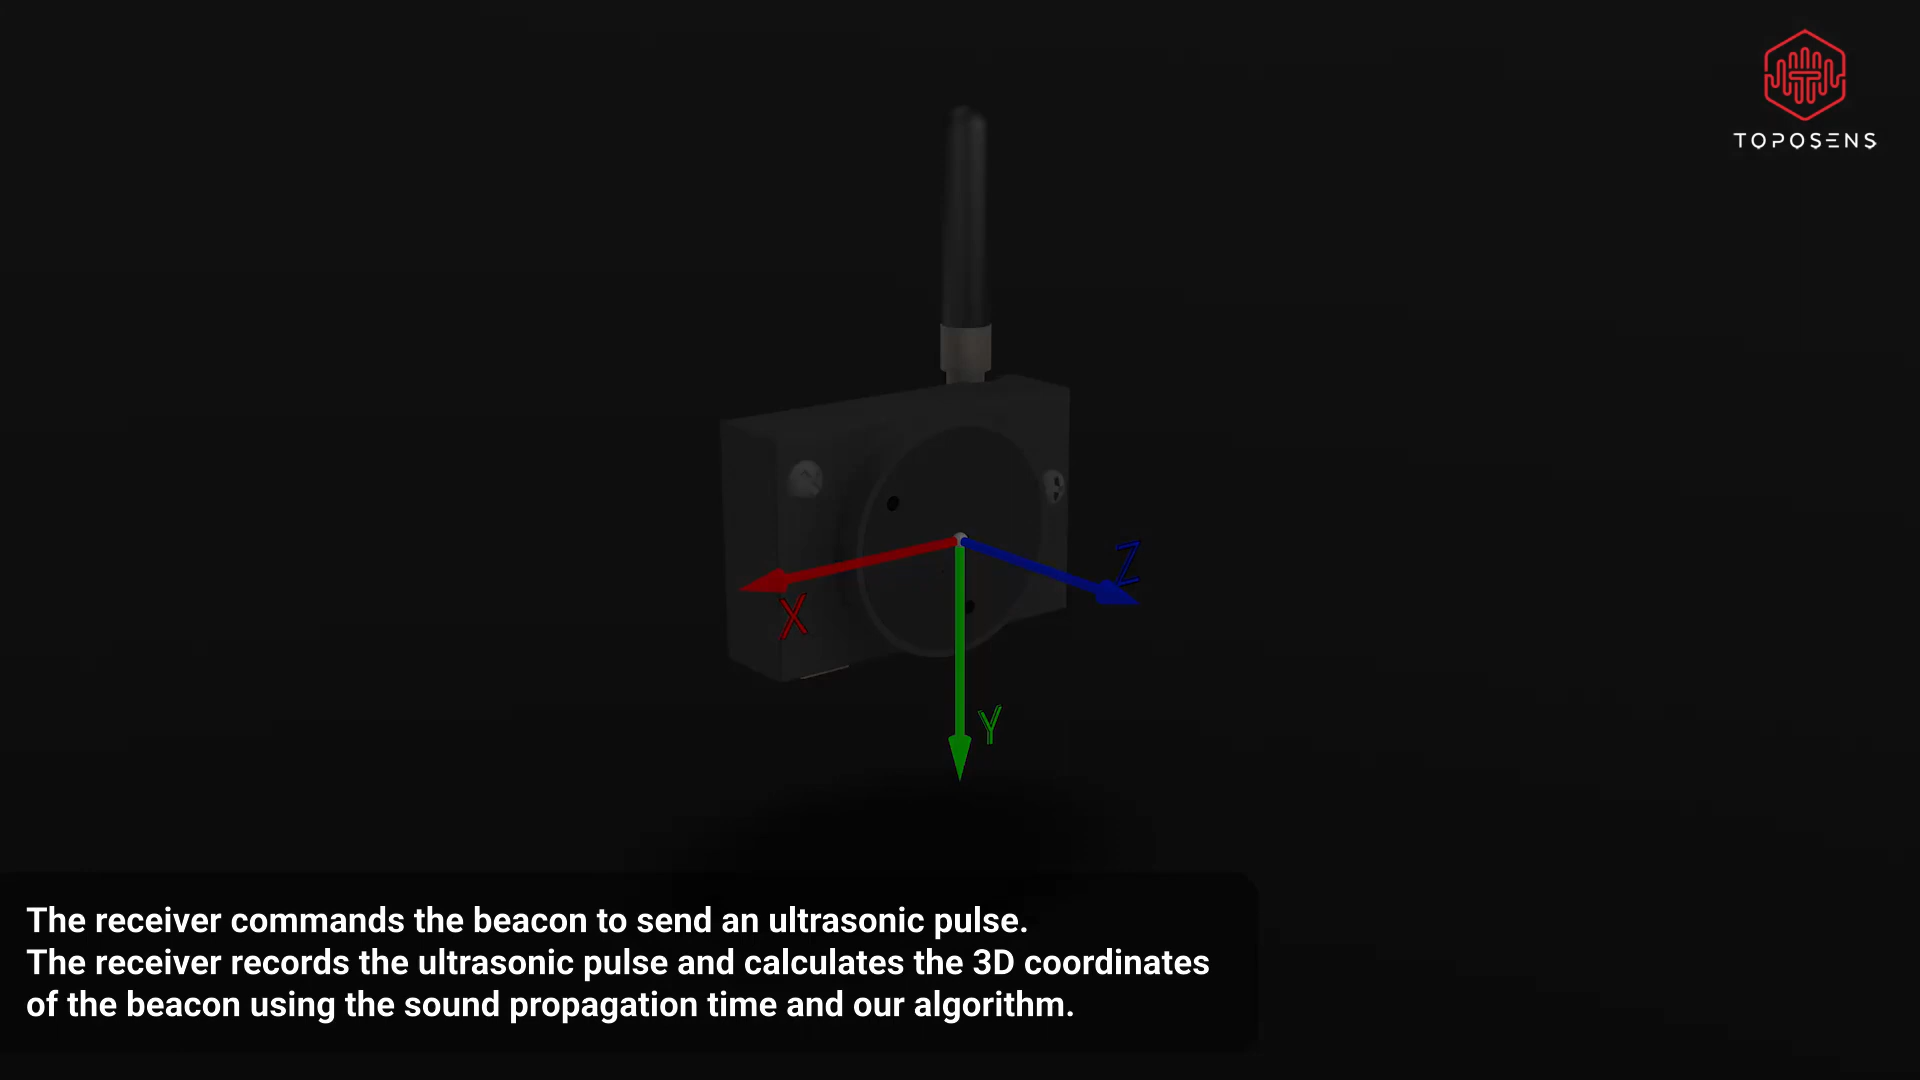 TOPOSENS
X
Z
Y
The receiver commands the beacon to send an ultrasonic pulse.
The receiver records the ultrasonic pulse and calculates the 3D coordinates
of the beacon using the sound propagation time and our algorithm.